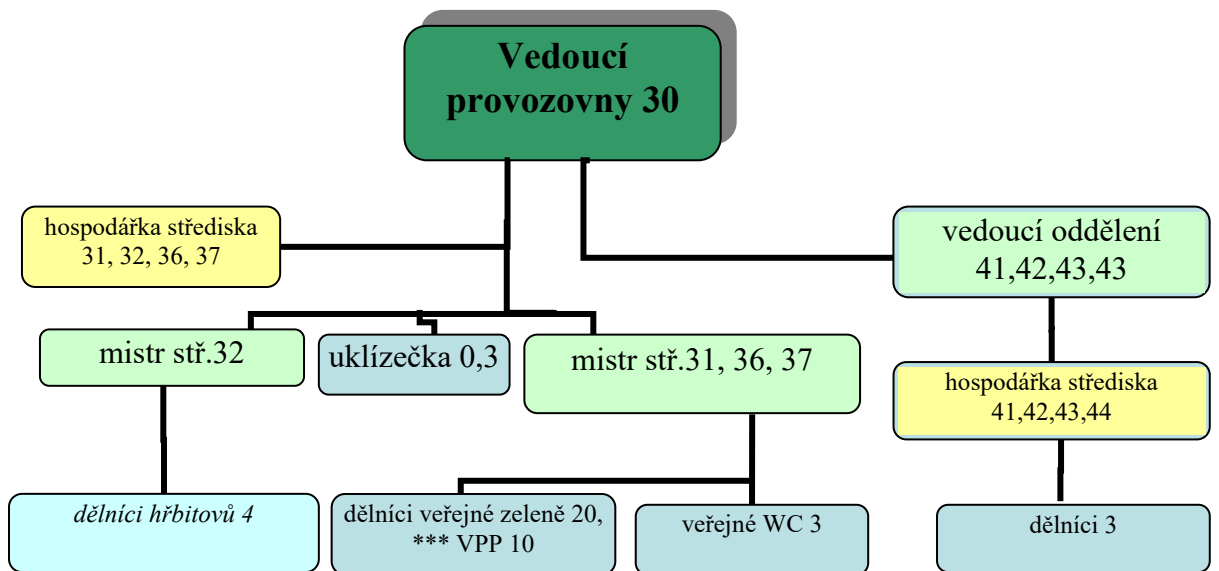 Vedoucí
provozovny 30
hospodářka střediska
31, 32, 36, 37
vedoucí oddělení
41,42,43,43
mistr stř.32
uklízečka 0,3
mistr stř.31, 36, 37
hospodářka střediska
41,42,43,44
dělníci hřbitovů 4
dělníci veřejné zeleně 20,
*** VPP 10
veřejné WC 3
dělníci 3